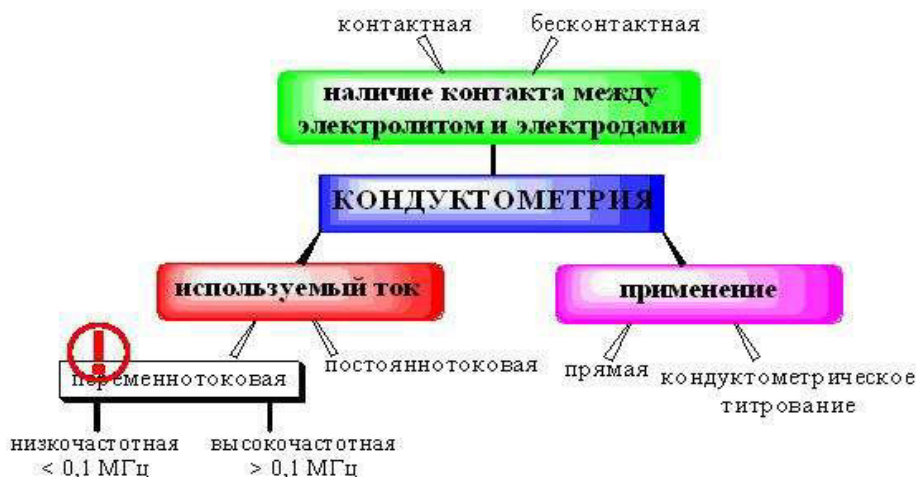 контактная бесконтактная
наличие контакта между
электролитом и электродами
КОНДУКТОМЕТРИЯ
используемый ток
применение
переменнотоковая
постояннотоковая
прямая
кондуктометрическое
титрование
низкочастотная
< 0,1 МГц
высокочастотная
> 0,1 МГц